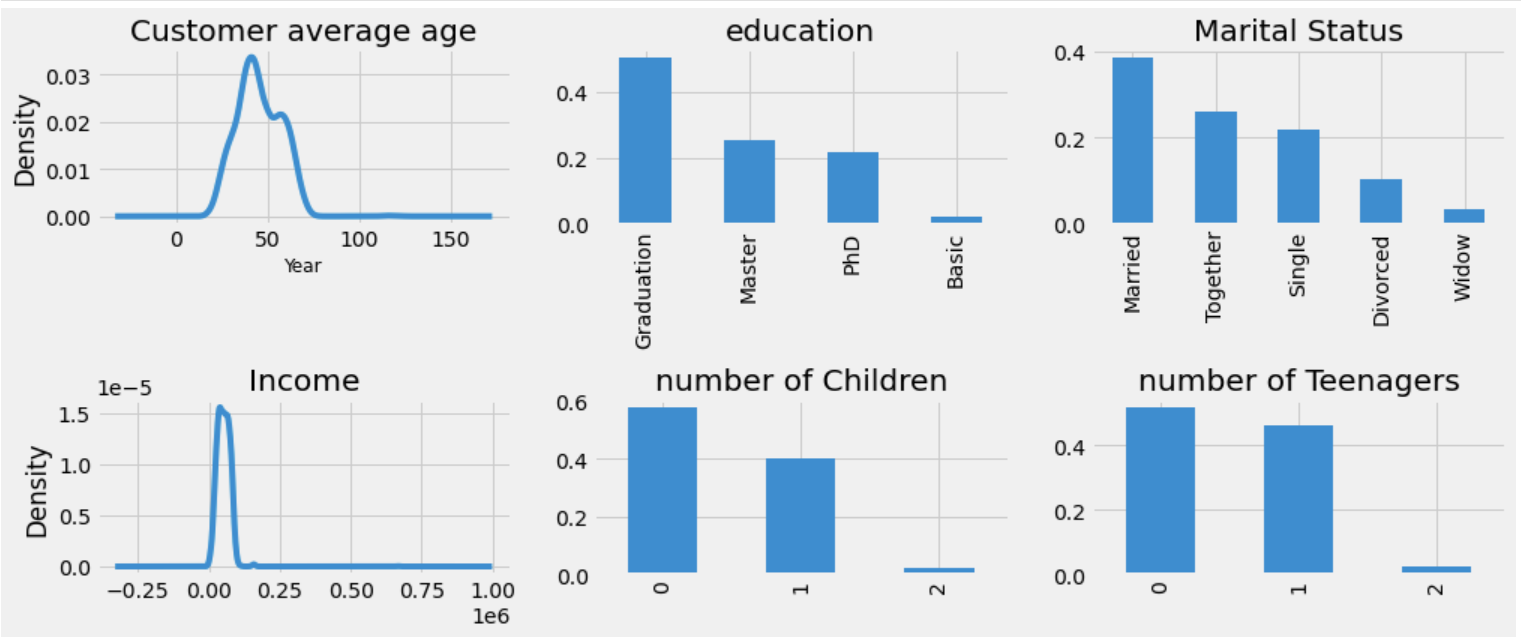 Customer average age
Density
0.03
0.02
0.01
0.00
0 50 100 150
Year
education
0.4
0.2
0.0
Graduation
Master
PhD
Basic
Marital Status
0.4
0.2
0.0
Married
Together
Single
Divorced
Widow
Income
1e−5
Density
1.5
1.0
0.5
0.0
−0.25 0.00 0.25 0.50 0.75 1.00
1e6
number of Children
0.6
0.4
0.2
0.0
0
1
2
number of Teenagers
0.4
0.2
0.0
0
1
2